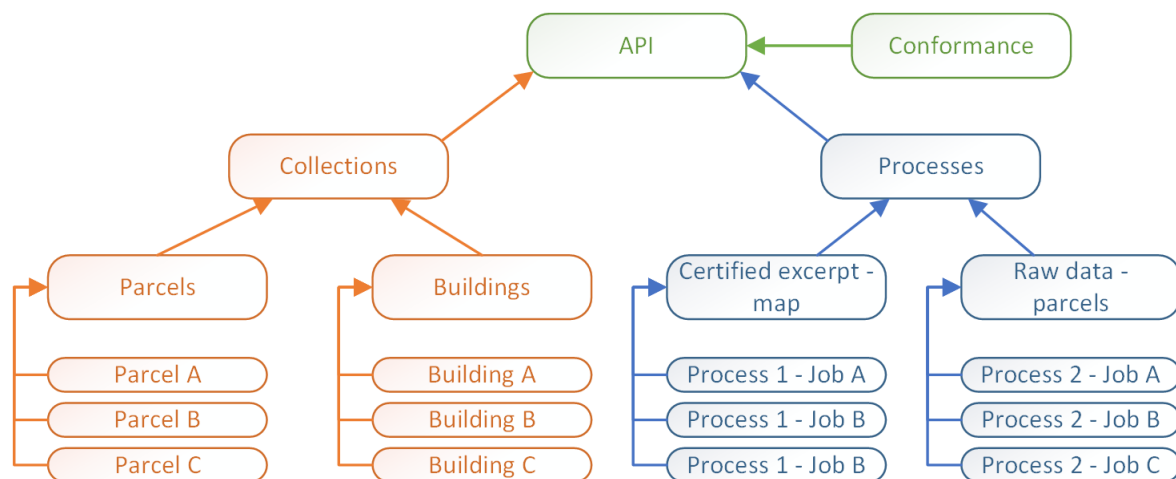 API
Conformance
Collections
Processes
Parcels
Buildings
Certified excerpt -
map
Raw data -
parcels
Parcel A
Parcel B
Parcel C
Building A
Building B
Building C
Process 1 - Job A
Process 1 - Job B
Process 1 - Job B
Process 2 - Job A
Process 2 - Job B
Process 2 - Job C